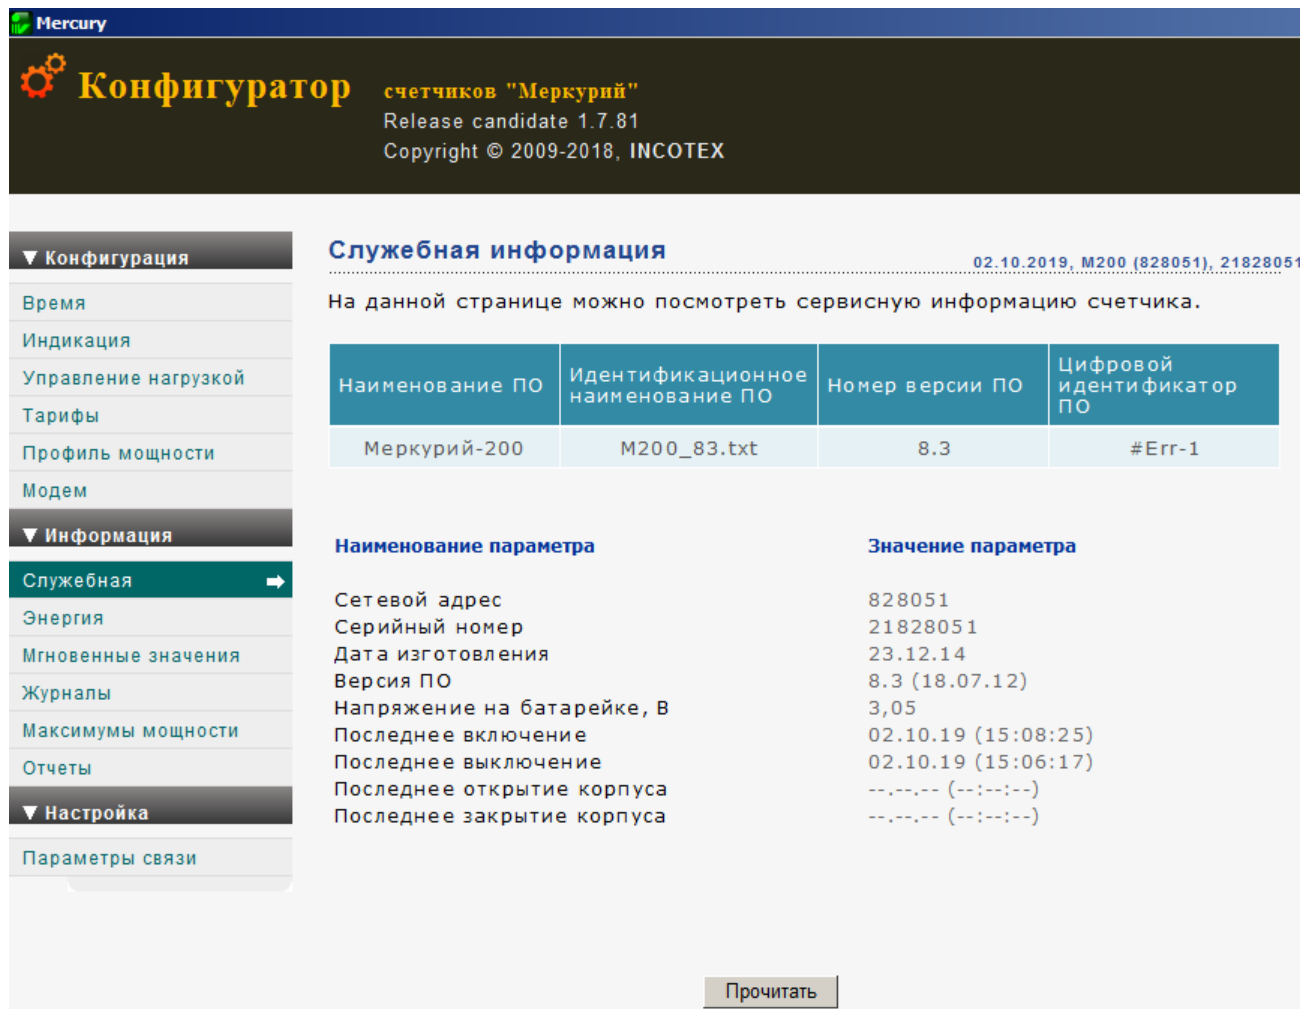 Mercury
Конфигуратор
счетчиков "Меркурий"
Release candidate 1.7.81
Copyright © 2009-2018, INCOTEX
▼ Конфигурация
Время
Индикация
Управление нагрузкой
Тарифы
Профиль мощности
Модем
▼ Информация
Служебная
Энергия
Мгновенные значения
Журналы
Максимумы мощности
Отчеты
▼ Настройка
Параметры связи
Служебная информация
02.10.2019, M200 (828051), 21828051
На данной странице можно посмотреть сервисную информацию счетчика.
Наименование ПО
Идентификационное
наименование ПО
Номер версии ПО
Цифровой
идентификатор
ПО
Меркурий-200 M200_83.txt 8.3 #Err-1
Наименование параметра Значение параметра
Сетевой адрес 828051
Серийный номер 21828051
Дата изготовления 23.12.14
Версия ПО 8.3 (18.07.12)
Напряжение на батарейке, В 3,05
Последнее включение 02.10.19 (15:08:25)
Последнее выключение 02.10.19 (15:06:17)
Последнее открытие корпуса --.--.-- (--:--:--)
Последнее закрытие корпуса --.--.-- (--:--:--)
Прочитать